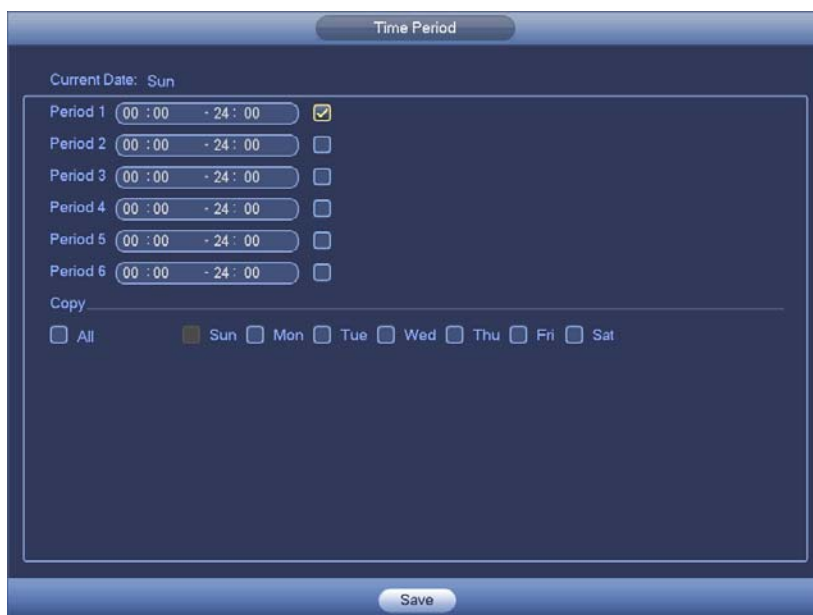 Time Period
Current Date: Sun
Period 1 00 :00 - 24 : 00
Period 2 00 :00 - 24 : 00
Period 3 00 :00 - 24 : 00
Period 4 00 :00 - 24 : 00
Period 5 00 :00 - 24 : 00
Period 6 00 :00 - 24 : 00
Copy
All Sun Mon Tue Wed Thu Fri Sat
Save